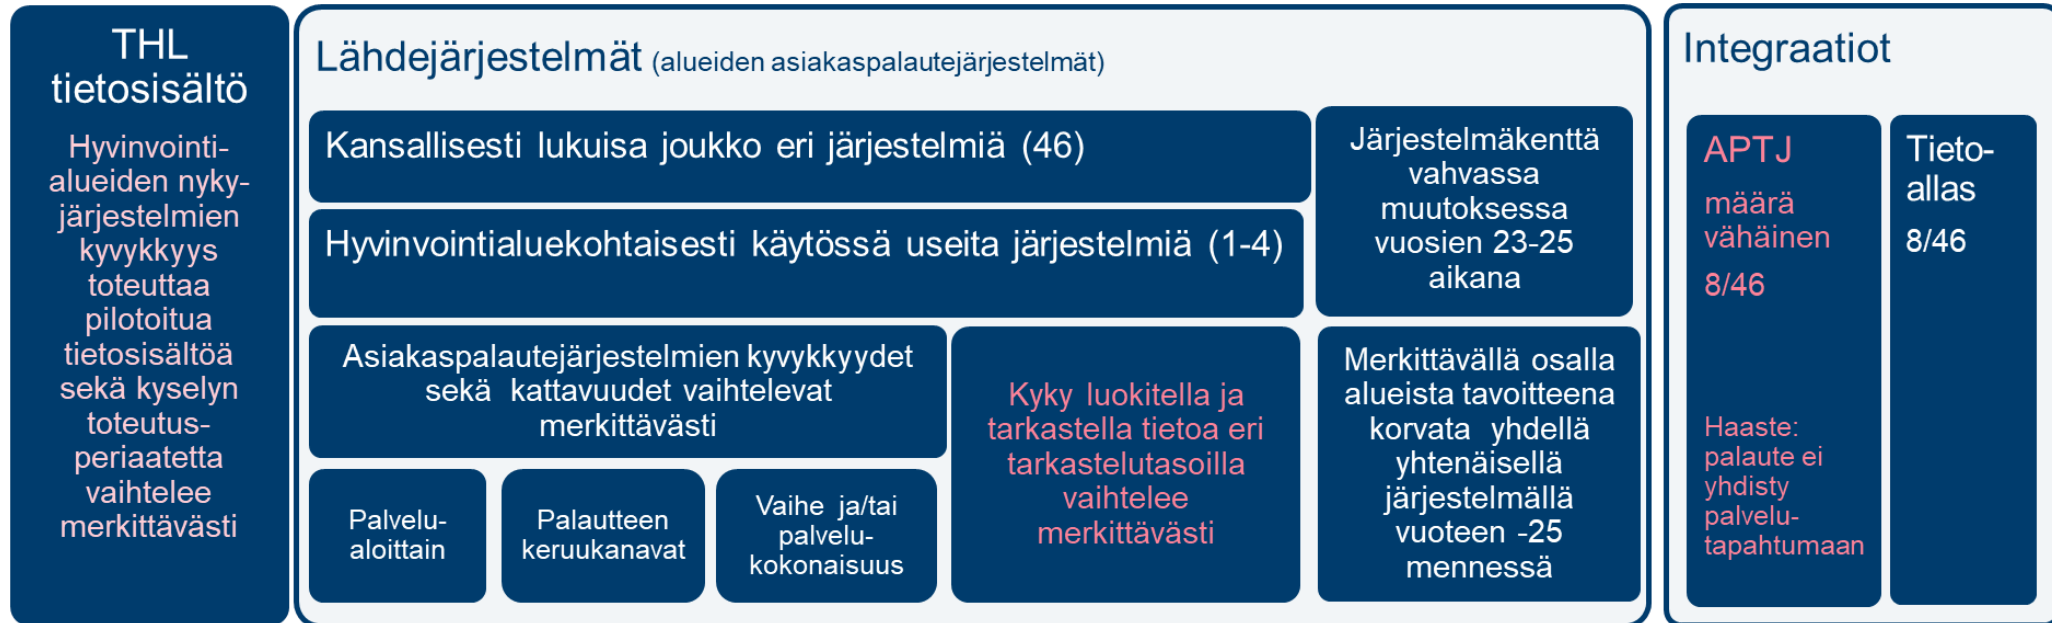 THL
tietosisältö
Hyvinvointi-
alueiden nyky-
järjestelmien
kyvykkyys
toteuttaa
pilotoitua
tietosisältöä
sekä kyselyn
toteutus-
periaatetta
vaihtelee
merkittävästi
Lähdejärjestelmät (alueiden asiakaspalautejärjestelmät)
Kansallisesti lukuisa joukko eri järjestelmiä (46)
Hyvinvointialuekohtaisesti käytössä useita järjestelmiä (1-4)
Järjestelmäkenttä
vahvassa
muutoksessa
vuosien 23-25
aikana
Asiakaspalautejärjestelmien kyvykkyydet
sekä kattavuudet vaihtelevat
merkittävästi
Palvelu-
aloittain
Palautteen
keruukanavat
Vaihe ja/tai
palvelu-
kokonaisuus
Kyky luokitella ja
tarkastella tietoa eri
tarkastelutasoilla
vaihtelee
merkittävästi
Merkittävällä osalla
alueista tavoitteena
korvata yhdellä
yhtenäisellä
järjestelmällä
vuoteen -25
mennessä
Integraatiot
APTJ
määrä
vähäinen
8/46
Haaste:
palaute ei
yhdisty
palvelu-
tapahtumaan
Tieto-
allas
8/46